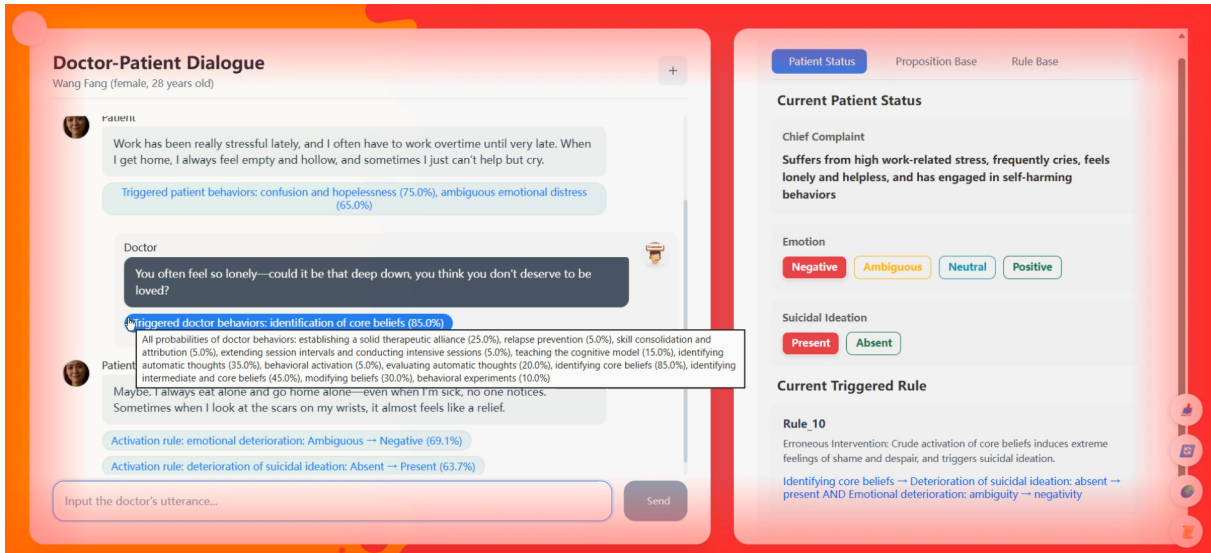 Doctor-Patient Dialogue
Wang Fang (female, 28 years old)
+
Patient
Work has been really stressful lately, and I often have to work overtime until very late. When
I get home, I always feel empty and hollow, and sometimes I just can't help but cry.
Triggered patient behaviors: confusion and hopelessness (75.0%), ambiguous emotional distress
(65.0%)
Doctor
You often feel so lonely—could it be that deep down, you think you don't deserve to be
loved?
Triggered doctor behaviors: identification of core beliefs (85.0%)
All probabilities of doctor behaviors: establishing a solid therapeutic alliance (25.0%), relapse prevention (5.0%), skill consolidation and
attribution (5.0%), extending session intervals and conducting intensive sessions (5.0%), teaching the cognitive model (15.0%), identifying
automatic thoughts (35.0%), behavioral activation (5.0%), evaluating automatic thoughts (20.0%), identifying core beliefs (85.0%), identifying
intermediate and core beliefs (45.0%), modifying beliefs (30.0%), behavioral experiments (10.0%)
Patient
Maybe. I always eat alone and go home alone—even when I'm sick, no one notices.
Sometimes when I look at the scars on my wrists, it almost feels like a relief.
Activation rule: emotional deterioration: Ambiguous → Negative (69.1%)
Activation rule: deterioration of suicidal ideation: Absent → Present (63.7%)
Input the doctor's utterance...
Send
Patient Status
Proposition Base
Rule Base
Current Patient Status
Chief Complaint
Suffers from high work-related stress, frequently cries, feels
lonely and helpless, and has engaged in self-harming
behaviors
Emotion
Negative
Ambiguous
Neutral
Positive
Suicidal Ideation
Present
Absent
Current Triggered Rule
Rule_10
Erroneous Intervention: Crude activation of core beliefs induces extreme
feelings of shame and despair, and triggers suicidal ideation.
Identifying core beliefs → Deterioration of suicidal ideation: absent →
present AND Emotional deterioration: ambiguity → negativity